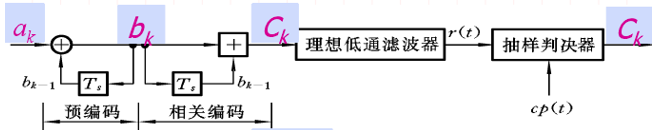 a_k b_k C_k 理想低通滤波器 r(t) 抽样判决器 C_k
b_{k-1} T_s T_s b_{k-1} cp(t)
预编码 相关编码